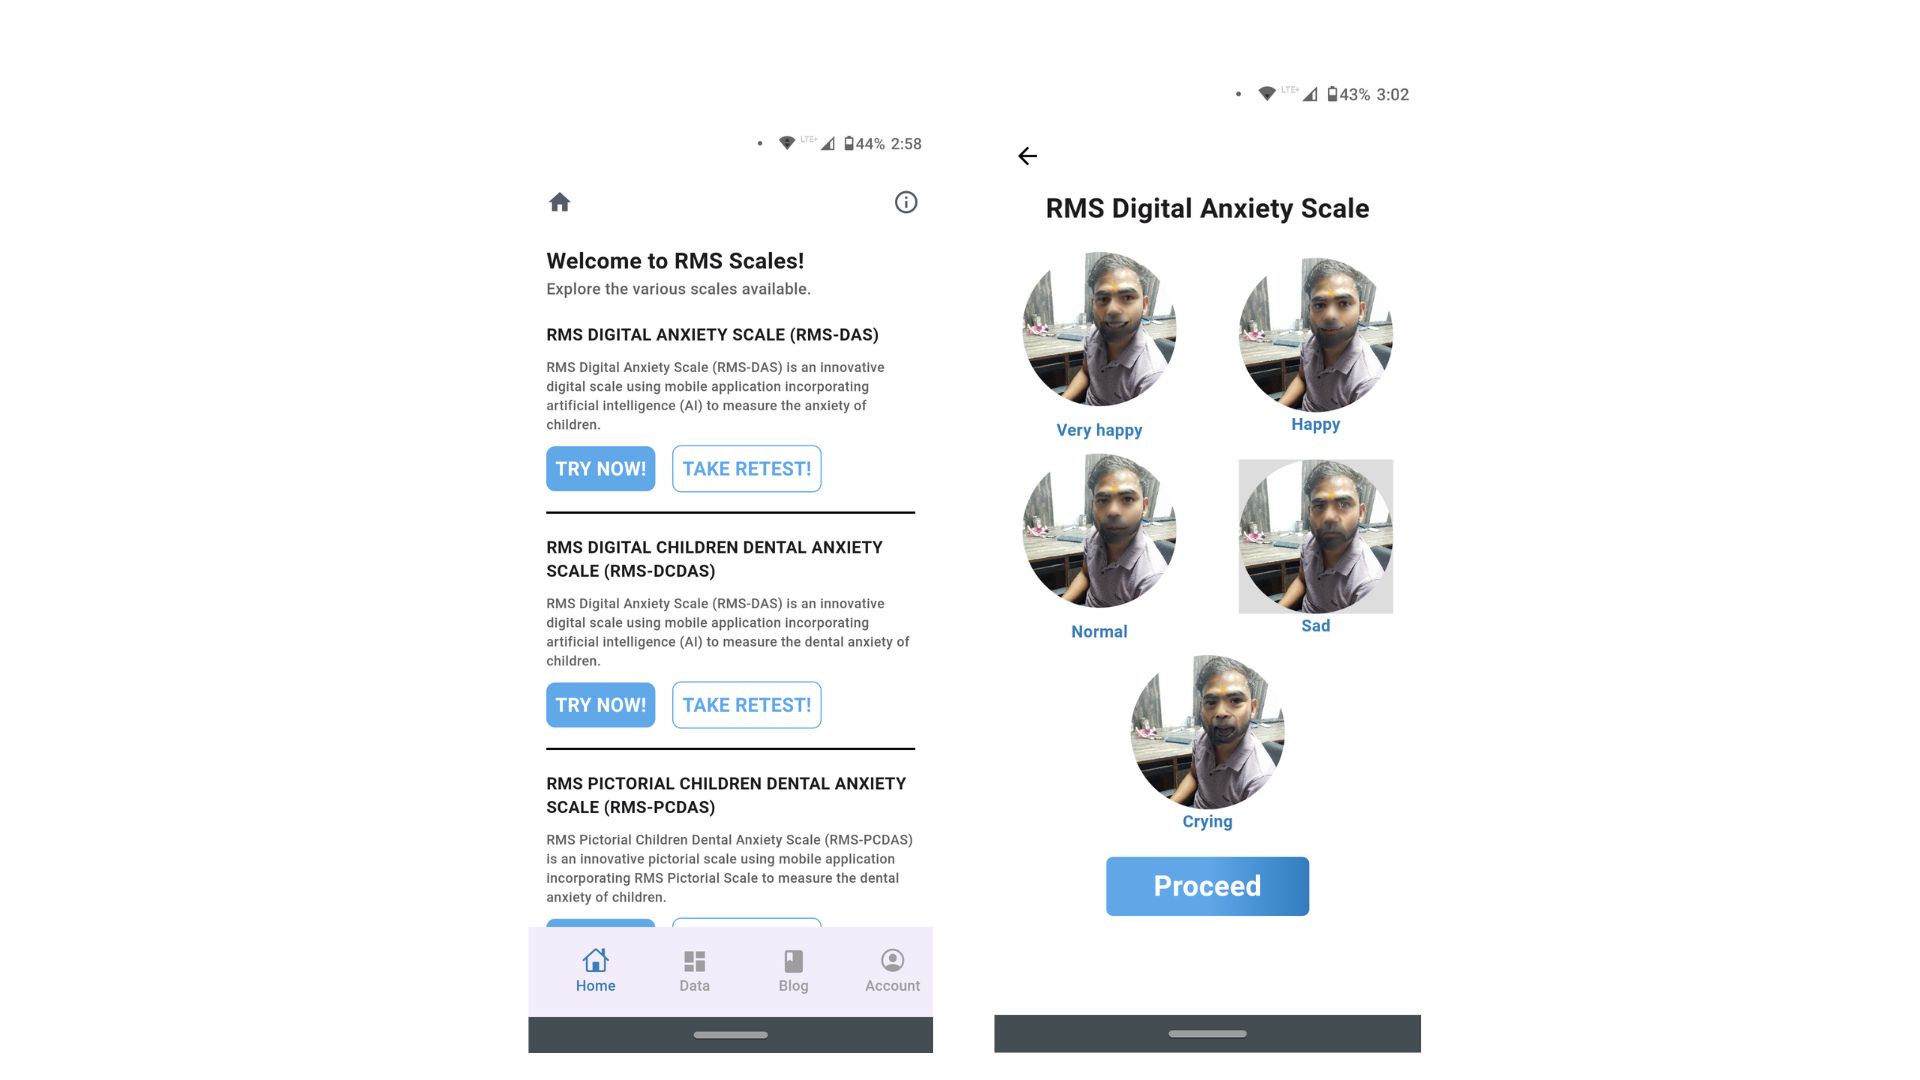 LTE+ 44% 2:58
Welcome to RMS Scales!
Explore the various scales available.
RMS DIGITAL ANXIETY SCALE (RMS-DAS)
RMS Digital Anxiety Scale (RMS-DAS) is an innovative
digital scale using mobile application incorporating
artificial intelligence (AI) to measure the anxiety of
children.
TRY NOW! TAKE RETEST!
RMS DIGITAL CHILDREN DENTAL ANXIETY
SCALE (RMS-DCDAS)
RMS Digital Anxiety Scale (RMS-DAS) is an innovative
digital scale using mobile application incorporating
artificial intelligence (AI) to measure the dental anxiety of
children.
TRY NOW! TAKE RETEST!
RMS PICTORIAL CHILDREN DENTAL ANXIETY
SCALE (RMS-PCDAS)
RMS Pictorial Children Dental Anxiety Scale (RMS-PCDAS)
is an innovative pictorial scale using mobile application
incorporating RMS Pictorial Scale to measure the dental
anxiety of children.
Home Data Blog Account
LTE+ 43% 3:02
RMS Digital Anxiety Scale
Very happy Happy
Normal Sad
Crying
Proceed